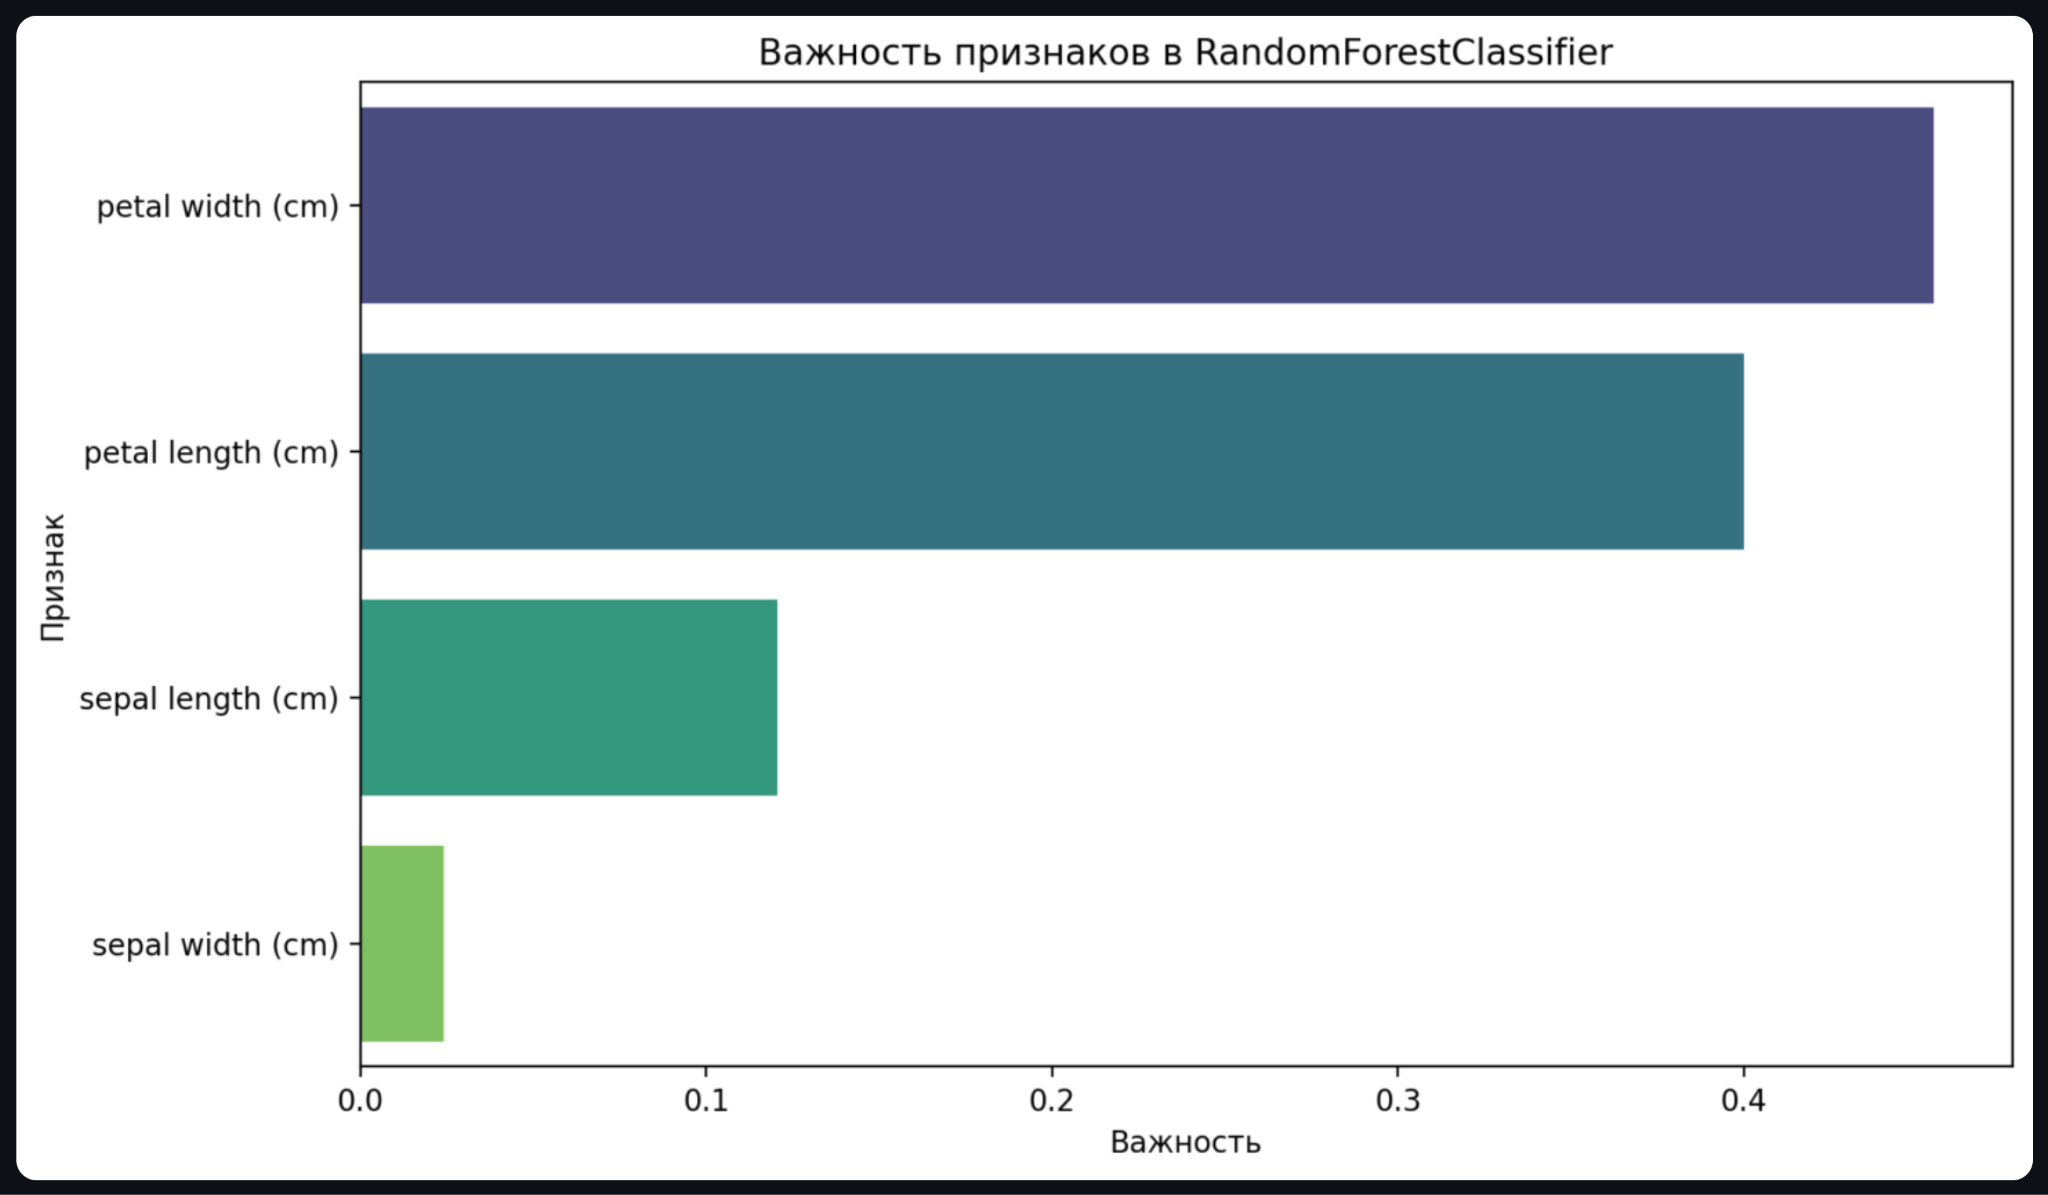 Важность признаков в RandomForestClassifier
petal width (cm)
petal length (cm)
sepal length (cm)
sepal width (cm)
Признак
0.0 0.1 0.2 0.3 0.4
Важность